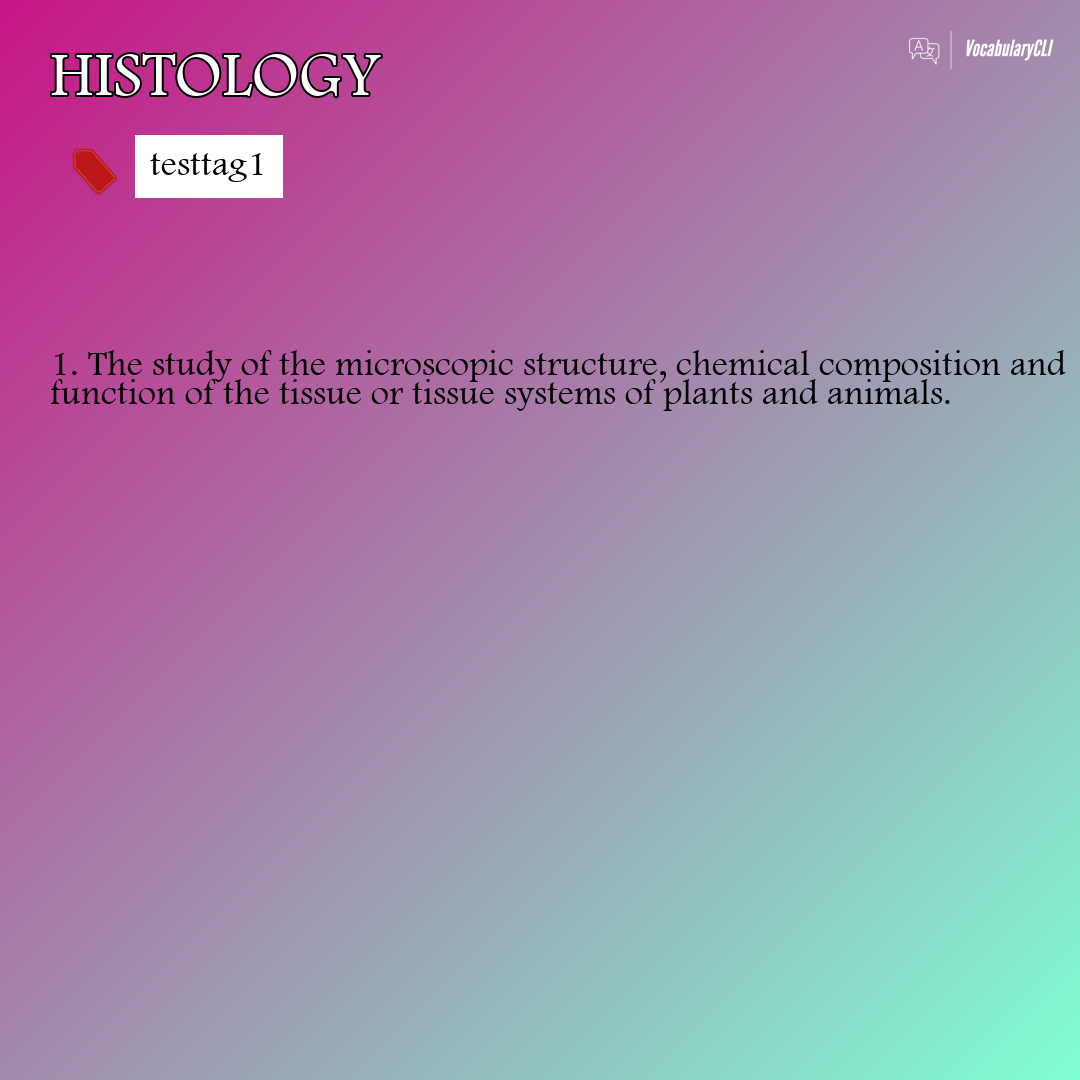 HISTOLOGY
VocabularyCLI
testtag1
1. The study of the microscopic structure, chemical composition and
function of the tissue or tissue systems of plants and animals.